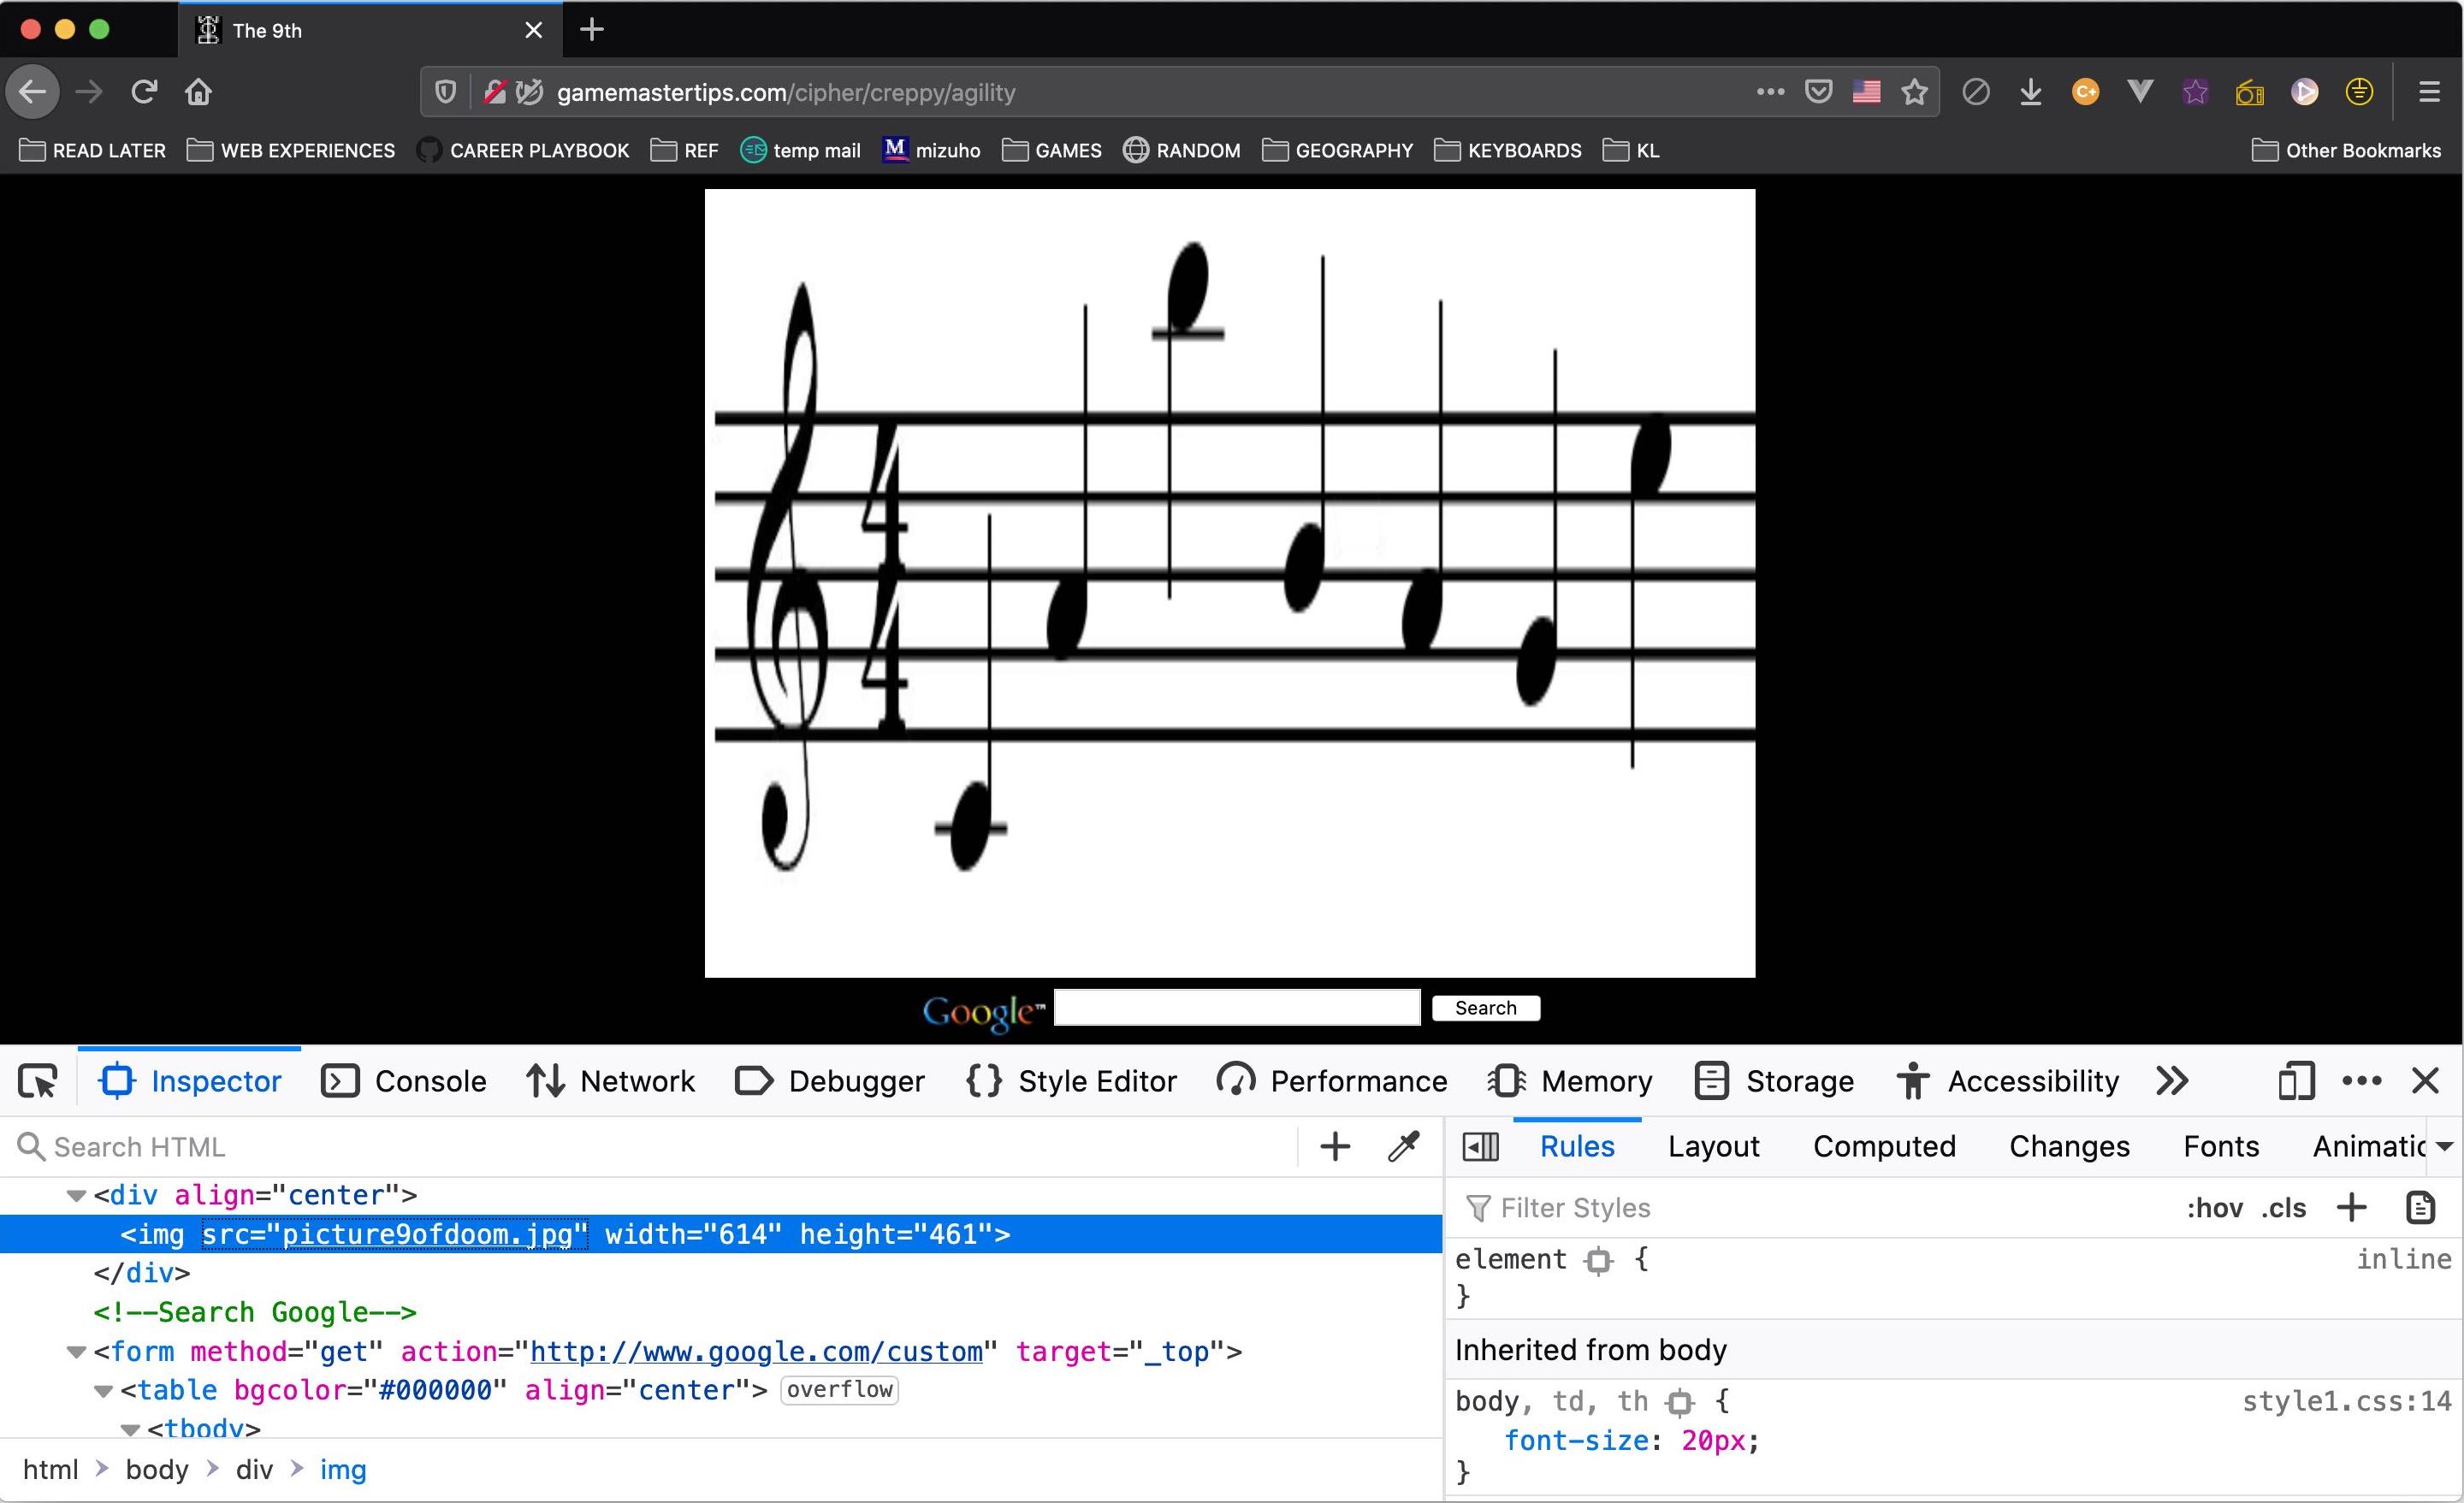 The 9th
gamemastertips.com/cipher/creppy/agility
C+
READ LATER WEB EXPERIENCES CAREER PLAYBOOK REF temp mail M mizuho GAMES RANDOM GEOGRAPHY KEYBOARDS KL Other Bookmarks
4
4
Google™ Search
Inspector Console Network Debugger {} Style Editor Performance Memory Storage Accessibility
Search HTML
<div align="center">
<img src="picture9ofdoom.jpg" width="614" height="461">
</div>
<!--Search Google-->
<form method="get" action="http://www.google.com/custom" target="_top">
<table bgcolor="#000000" align="center"> overflow
<tbody>
html > body > div > img
Rules Layout Computed Changes Fonts Animatic
Filter Styles :hov .cls
element { inline
}
Inherited from body
body, td, th { style1.css:14
font-size: 20px;
}